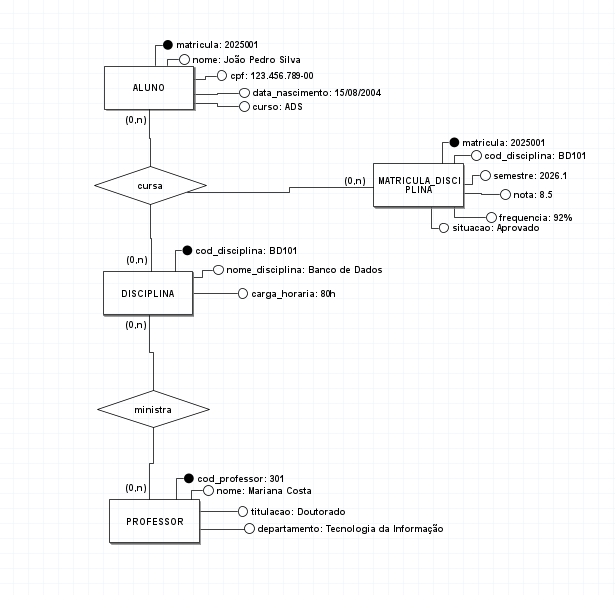 matricula: 2025001
nome: João Pedro Silva
cpf: 123.456.789-00
ALUNO
data_nascimento: 15/08/2004
curso: ADS
(0,n)
matricula: 2025001
cod_disciplina: BD101
semestre: 2026.1
(0,n)
MATRICULA_DISCI
PLINA
cursa
nota: 8.5
frequencia: 92%
situacao: Aprovado
cod_disciplina: BD101
(0,n)
nome_disciplina: Banco de Dados
DISCIPLINA
carga_horaria: 80h
(0,n)
ministra
cod_professor: 301
(0,n)
nome: Mariana Costa
titulacao: Doutorado
PROFESSOR
departamento: Tecnologia da Informação